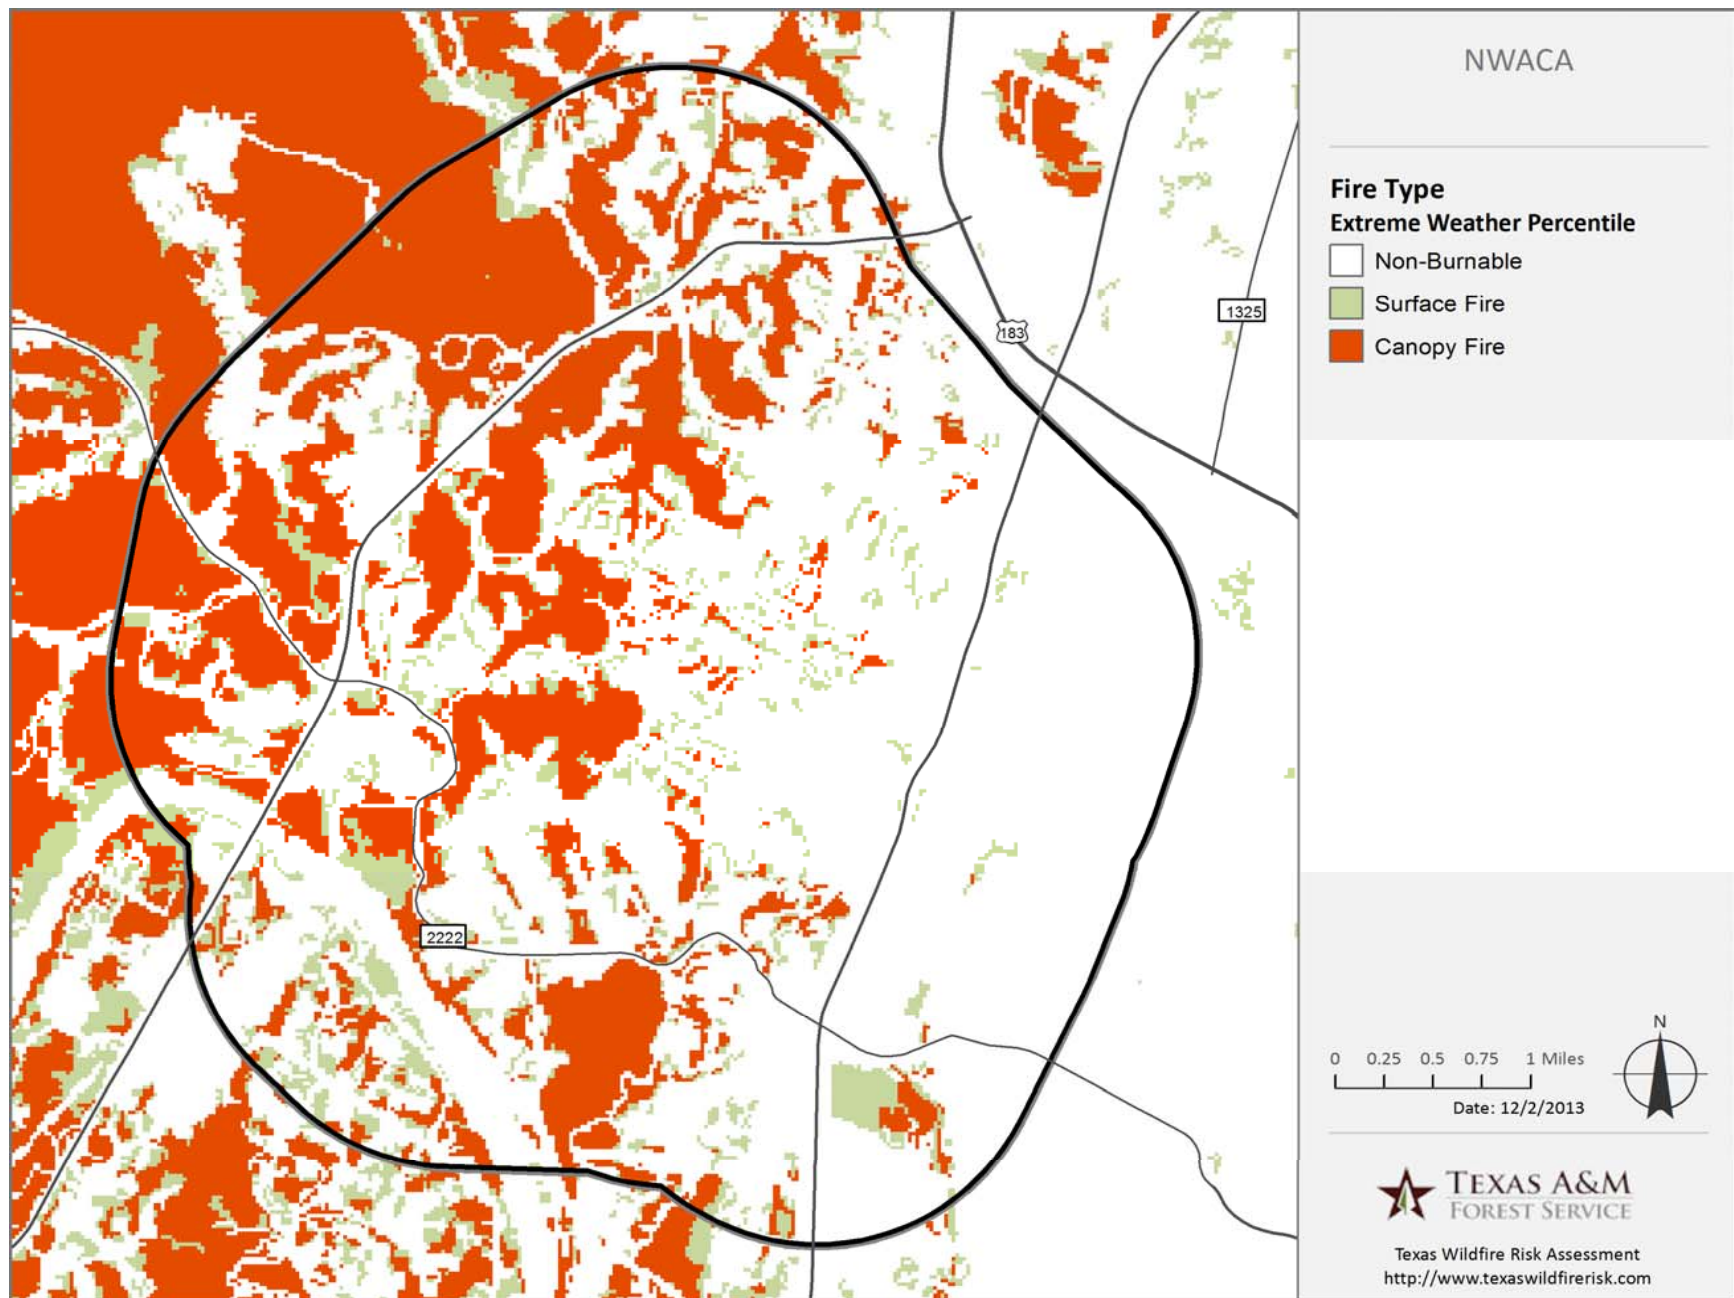 NWACA
Fire Type
Extreme Weather Percentile
Non-Burnable
Surface Fire
Canopy Fire
183
1325
2222
N
0 0.25 0.5 0.75 1 Miles
Date: 12/2/2013
TEXAS A&M
FOREST SERVICE
Texas Wildfire Risk Assessment
http://www.texaswildfirerisk.com